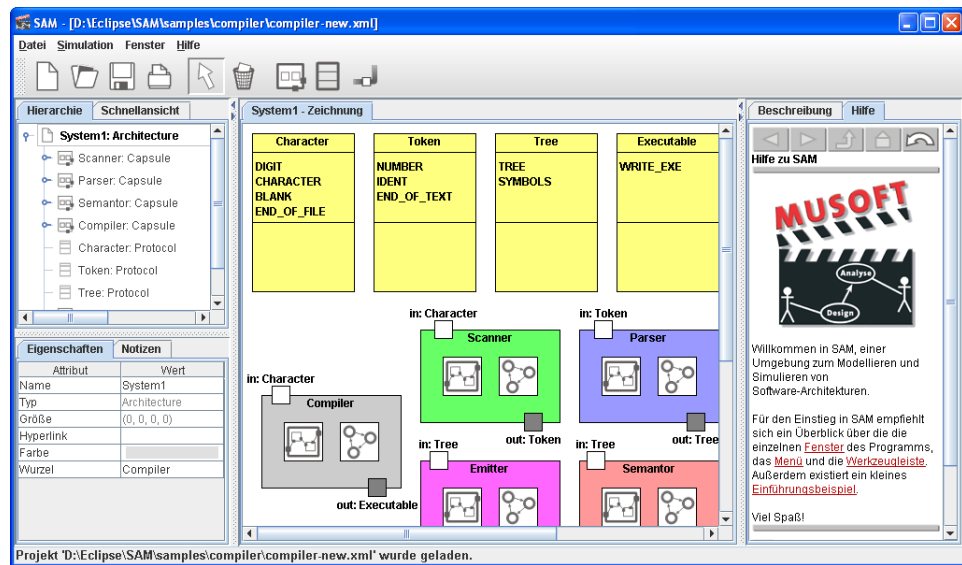 SAM - [D:\Eclipse\SAM\samples\compiler\compiler-new.xml]
Datei Simulation Fenster Hilfe
Hierarchie Schnellansicht
System1: Architecture
Scanner: Capsule
Parser: Capsule
Semantor: Capsule
Compiler: Capsule
Character: Protocol
Token: Protocol
Tree: Protocol
Eigenschaften Notizen
Attribut Wert
Name System1
Typ Architecture
Größe (0, 0, 0, 0)
Hyperlink
Farbe
Wurzel Compiler
System1 - Zeichnung
Character Token Tree Executable
DIGIT NUMBER TREE WRITE_EXE
CHARACTER IDENT SYMBOLS
BLANK END_OF_TEXT
END_OF_FILE
in: Character in: Token
Scanner Parser
in: Character
Compiler
out: Token out: Tree
in: Tree in: Tree
Emitter Semantor
out: Executable
Beschreibung Hilfe
Hilfe zu SAM
MUSOFT
Analyse
Design
Willkommen in SAM, einer
Umgebung zum Modellieren und
Simulieren von
Software-Architekturen.
Für den Einstieg in SAM empfiehlt
sich ein Überblick über die die
einzelnen Fenster des Programms,
das Menü und die Werkzeugleiste.
Außerdem existiert ein kleines
Einführungsbeispiel.
Viel Spaß!
Projekt 'D:\Eclipse\SAM\samples\compiler\compiler-new.xml' wurde geladen.